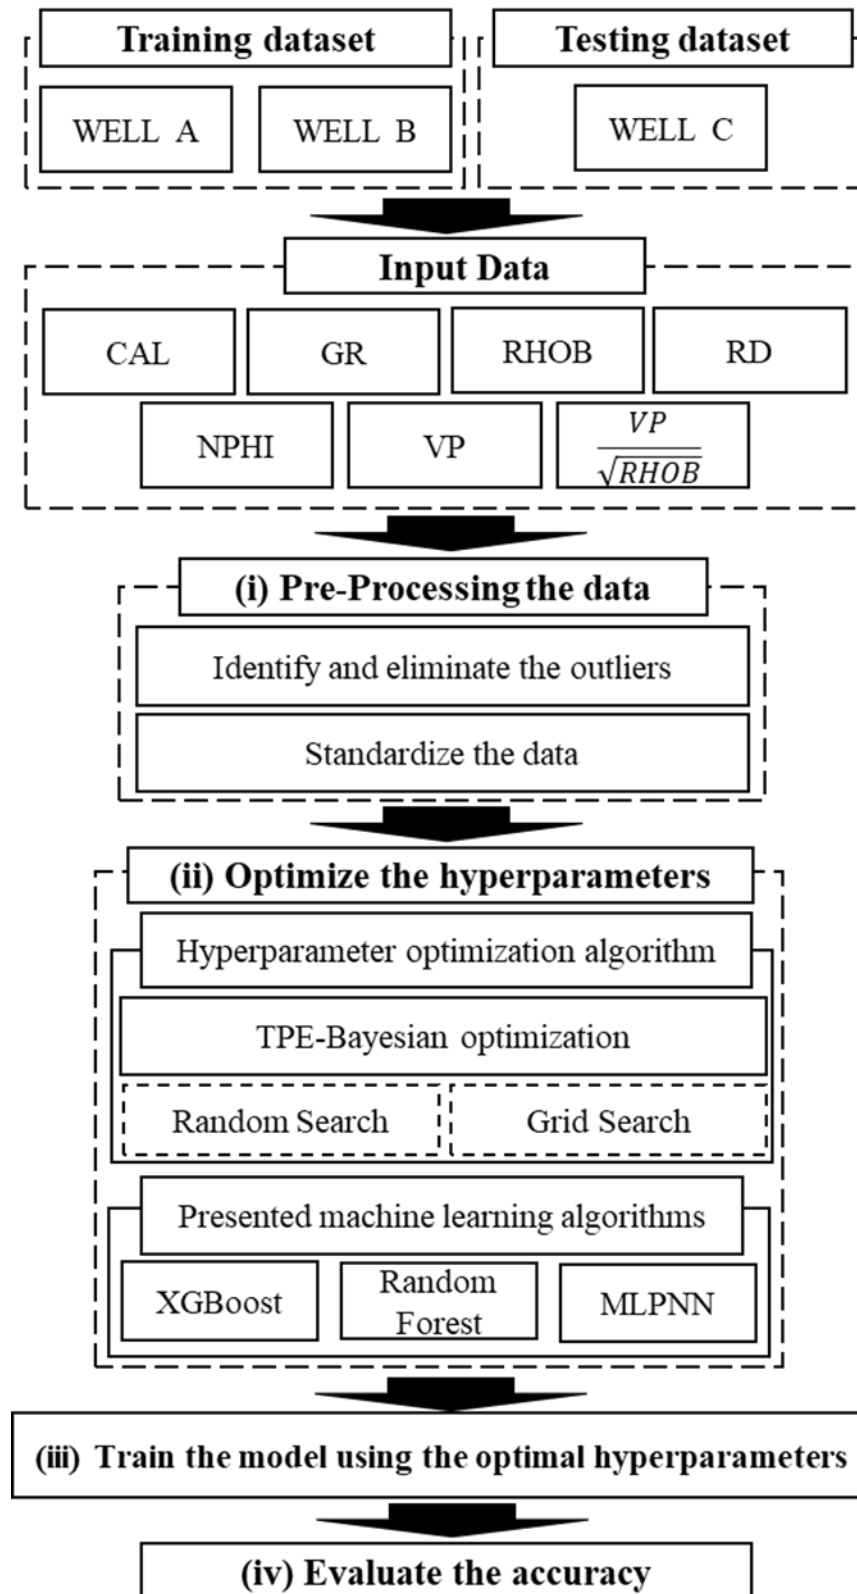 Training dataset
Testing dataset
WELL A
WELL B
WELL C
Input Data
CAL
GR
RHOB
RD
NPHI
VP
VP
√RHOB
(i) Pre-Processing the data
Identify and eliminate the outliers
Standardize the data
(ii) Optimize the hyperparameters
Hyperparameter optimization algorithm
TPE-Bayesian optimization
Random Search
Grid Search
Presented machine learning algorithms
XGBoost
Random
Forest
MLPNN
(iii) Train the model using the optimal hyperparameters
(iv) Evaluate the accuracy